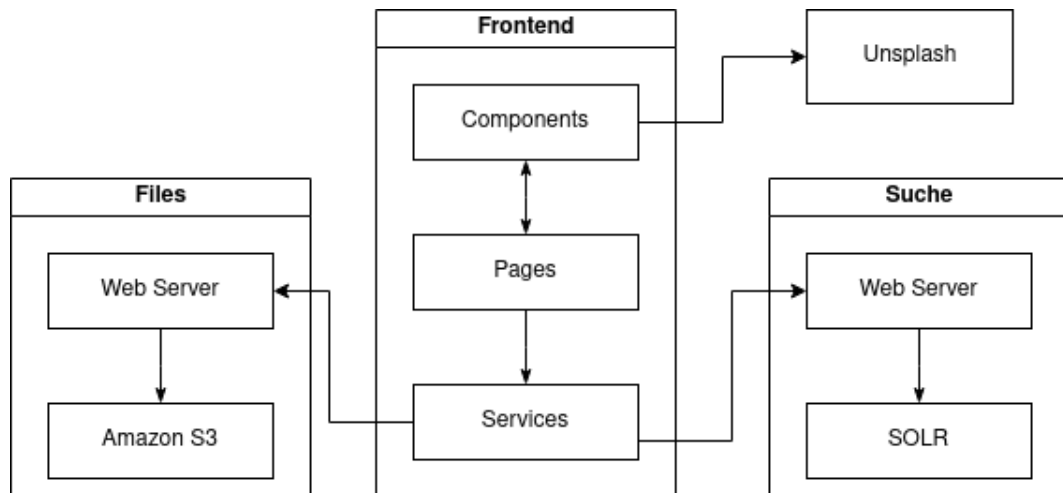 Frontend
Unsplash
Components
Files
Suche
Web Server
Pages
Web Server
Amazon S3
Services
SOLR